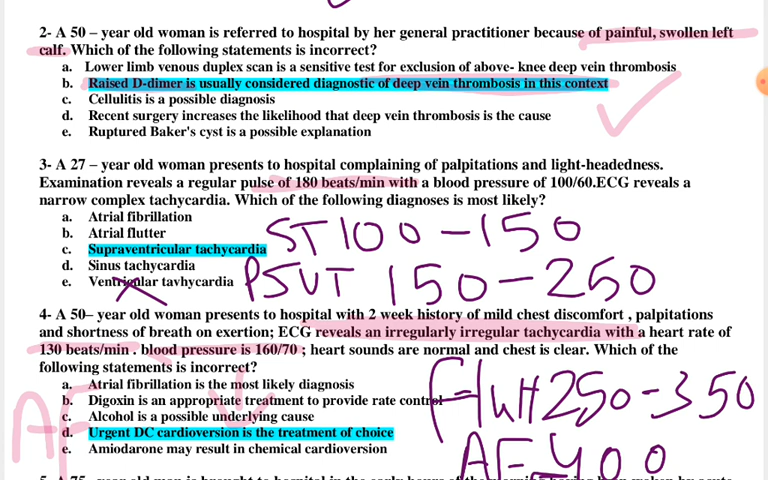 2- A 50 – year old woman is referred to hospital by her general practitioner because of painful, swollen left
calf. Which of the following statements is incorrect?
a. Lower limb venous duplex scan is a sensitive test for exclusion of above- knee deep vein thrombosis
b. Raised D-dimer is usually considered diagnostic of deep vein thrombosis in this context
c. Cellulitis is a possible diagnosis
d. Recent surgery increases the likelihood that deep vein thrombosis is the cause
e. Ruptured Baker's cyst is a possible explanation
3- A 27 – year old woman presents to hospital complaining of palpitations and light-headedness.
Examination reveals a regular pulse of 180 beats/min with a blood pressure of 100/60.ECG reveals a
narrow complex tachycardia. Which of the following diagnoses is most likely?
a. Atrial fibrillation
b. Atrial flutter
c. Supraventricular tachycardia
d. Sinus tachycardia
e. Ventricular tavhycardia
ST 100-150
PSVT 150-250
4- A 50– year old woman presents to hospital with 2 week history of mild chest discomfort , palpitations
and shortness of breath on exertion; ECG reveals an irregularly irregular tachycardia with a heart rate of
130 beats/min . blood pressure is 160/70 ; heart sounds are normal and chest is clear. Which of the
following statements is incorrect?
a. Atrial fibrillation is the most likely diagnosis
b. Digoxin is an appropriate treatment to provide rate control
c. Alcohol is a possible underlying cause
d. Urgent DC cardioversion is the treatment of choice
e. Amiodarone may result in chemical cardioversion
AF
250-350
AF 400